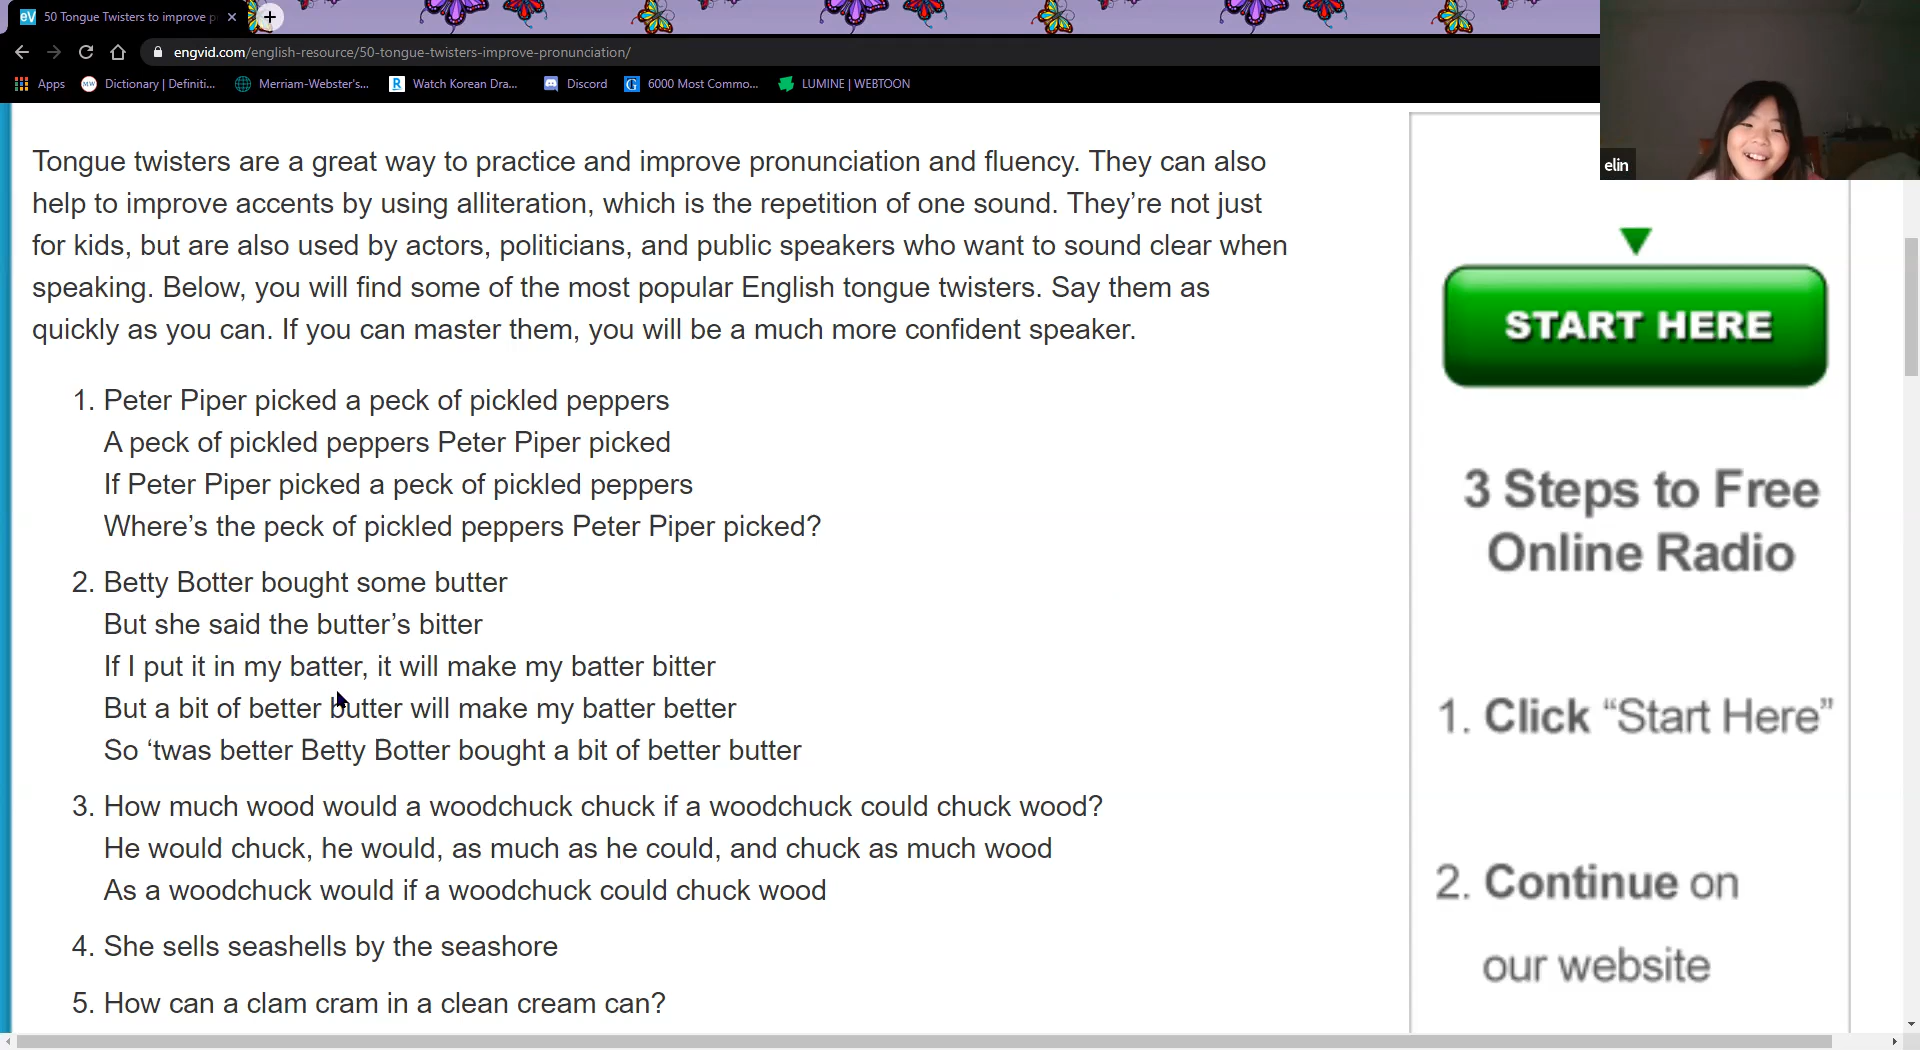 50 Tongue Twisters to improve p
engvid.com/english-resource/50-tongue-twisters-improve-pronunciation/
Apps
Dictionary | Definiti...
Merriam-Webster's...
Watch Korean Dra...
Discord
6000 Most Commo...
LUMINE | WEBTOON
elin
Tongue twisters are a great way to practice and improve pronunciation and fluency. They can also
help to improve accents by using alliteration, which is the repetition of one sound. They’re not just
for kids, but are also used by actors, politicians, and public speakers who want to sound clear when
speaking. Below, you will find some of the most popular English tongue twisters. Say them as
quickly as you can. If you can master them, you will be a much more confident speaker.
1. Peter Piper picked a peck of pickled peppers
A peck of pickled peppers Peter Piper picked
If Peter Piper picked a peck of pickled peppers
Where’s the peck of pickled peppers Peter Piper picked?
2. Betty Botter bought some butter
But she said the butter’s bitter
If I put it in my batter, it will make my batter bitter
But a bit of better butter will make my batter better
So ‘twas better Betty Botter bought a bit of better butter
3. How much wood would a woodchuck chuck if a woodchuck could chuck wood?
He would chuck, he would, as much as he could, and chuck as much wood
As a woodchuck would if a woodchuck could chuck wood
4. She sells seashells by the seashore
5. How can a clam cram in a clean cream can?
START HERE
3 Steps to Free
Online Radio
1. Click “Start Here”
2. Continue on
our website